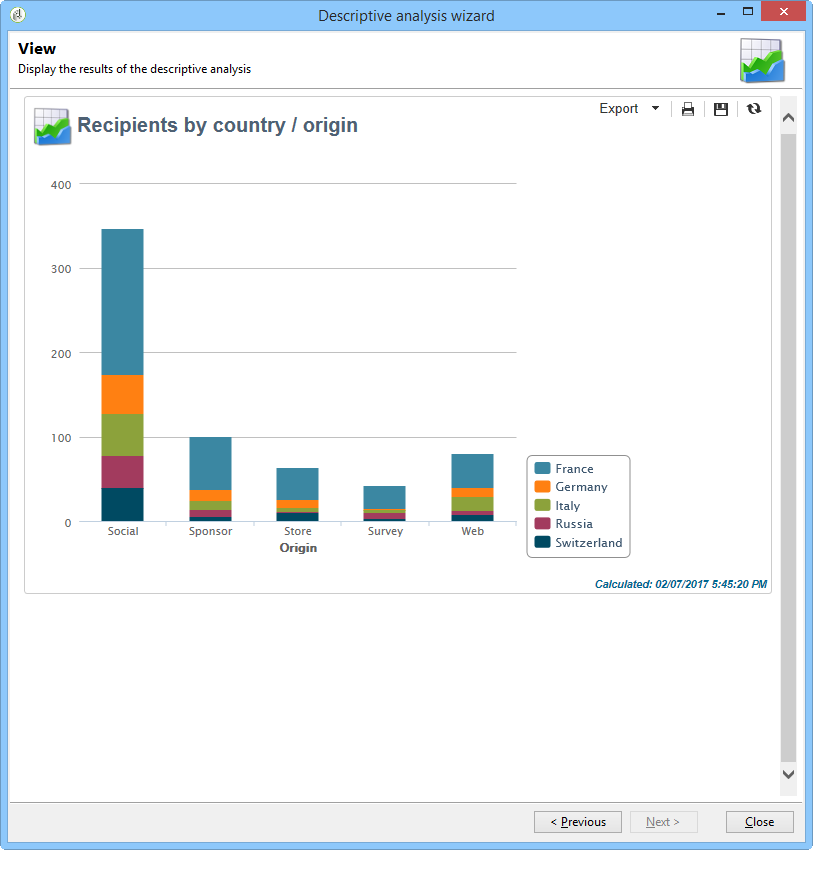 Descriptive analysis wizard
View
Display the results of the descriptive analysis
Export
Recipients by country / origin
400
300
200
100
0
Social Sponsor Store Survey Web
Origin
France
Germany
Italy
Russia
Switzerland
Calculated: 02/07/2017 5:45:20 PM
< Previous Next > Close